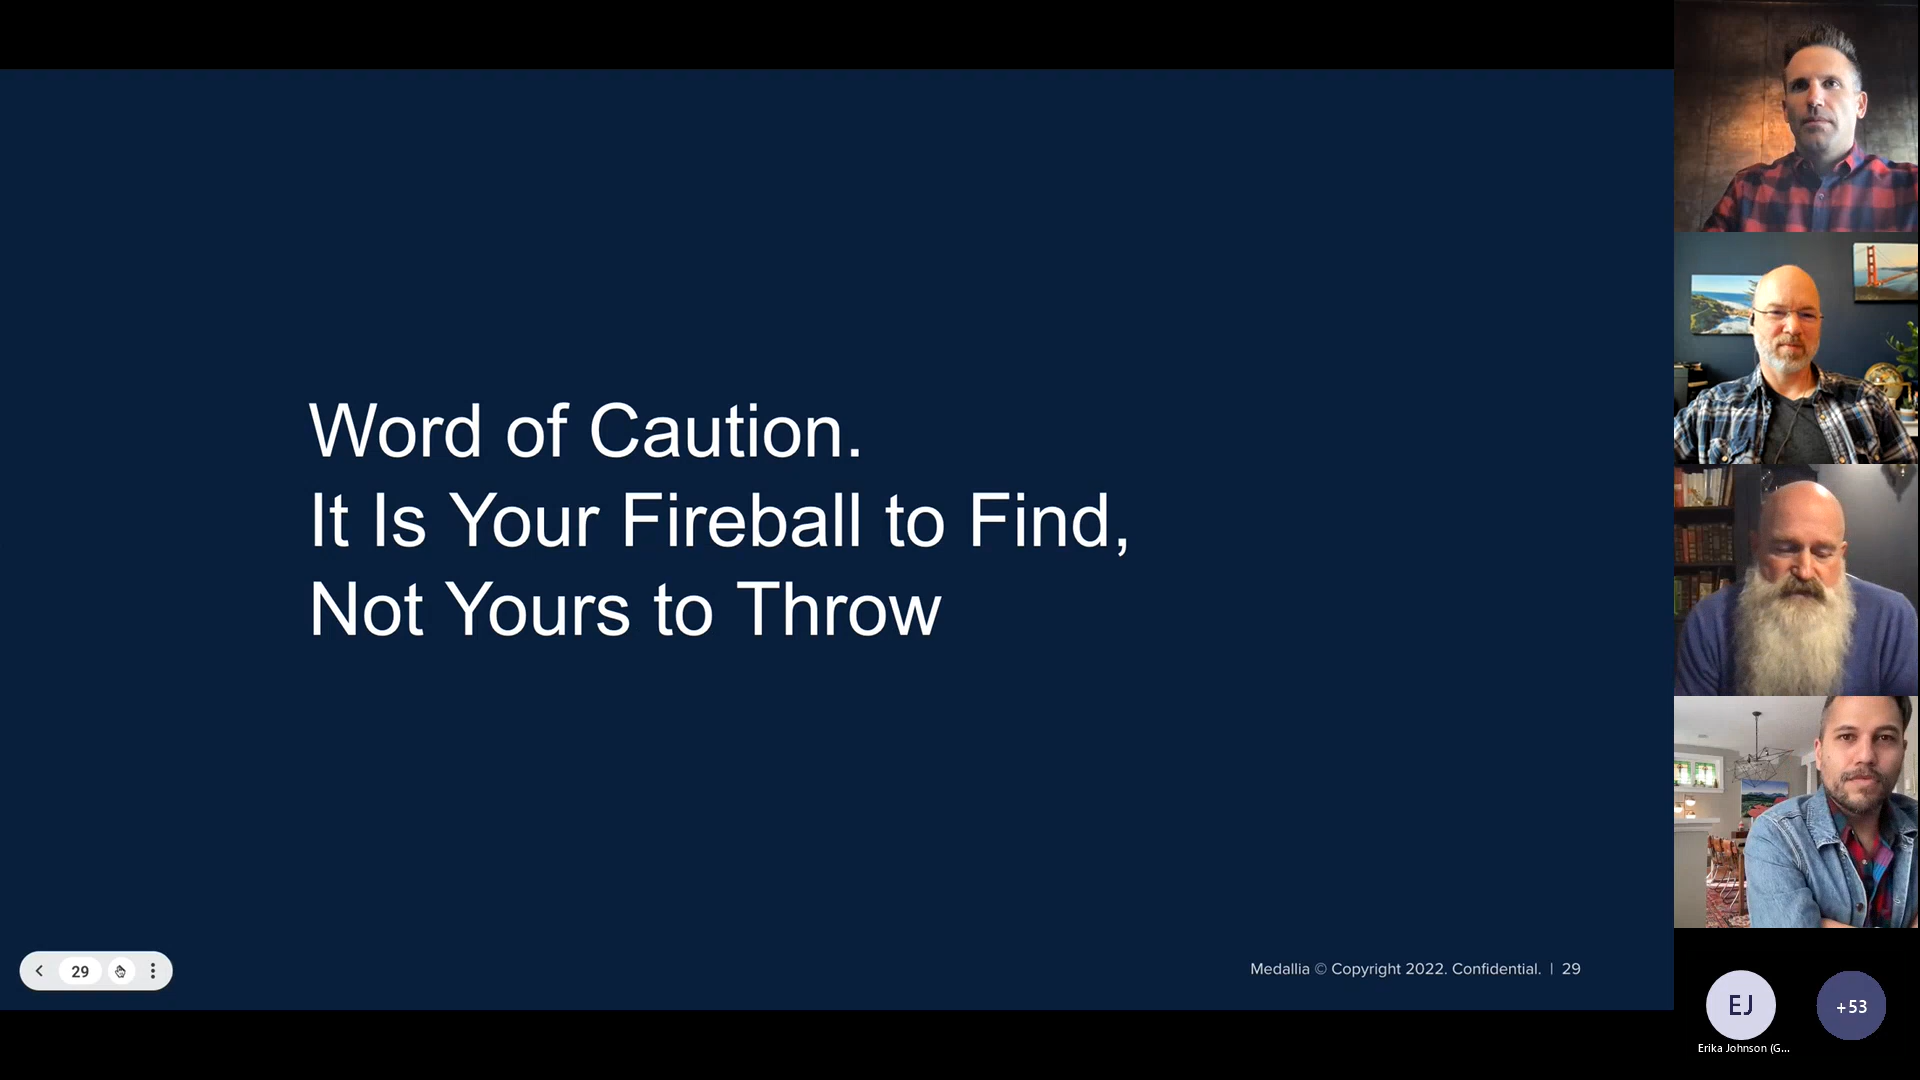 Word of Caution.
It Is Your Fireball to Find,
Not Yours to Throw
29
Medallia © Copyright 2022. Confidential. | 29
EJ
+53
Erika Johnson (G...